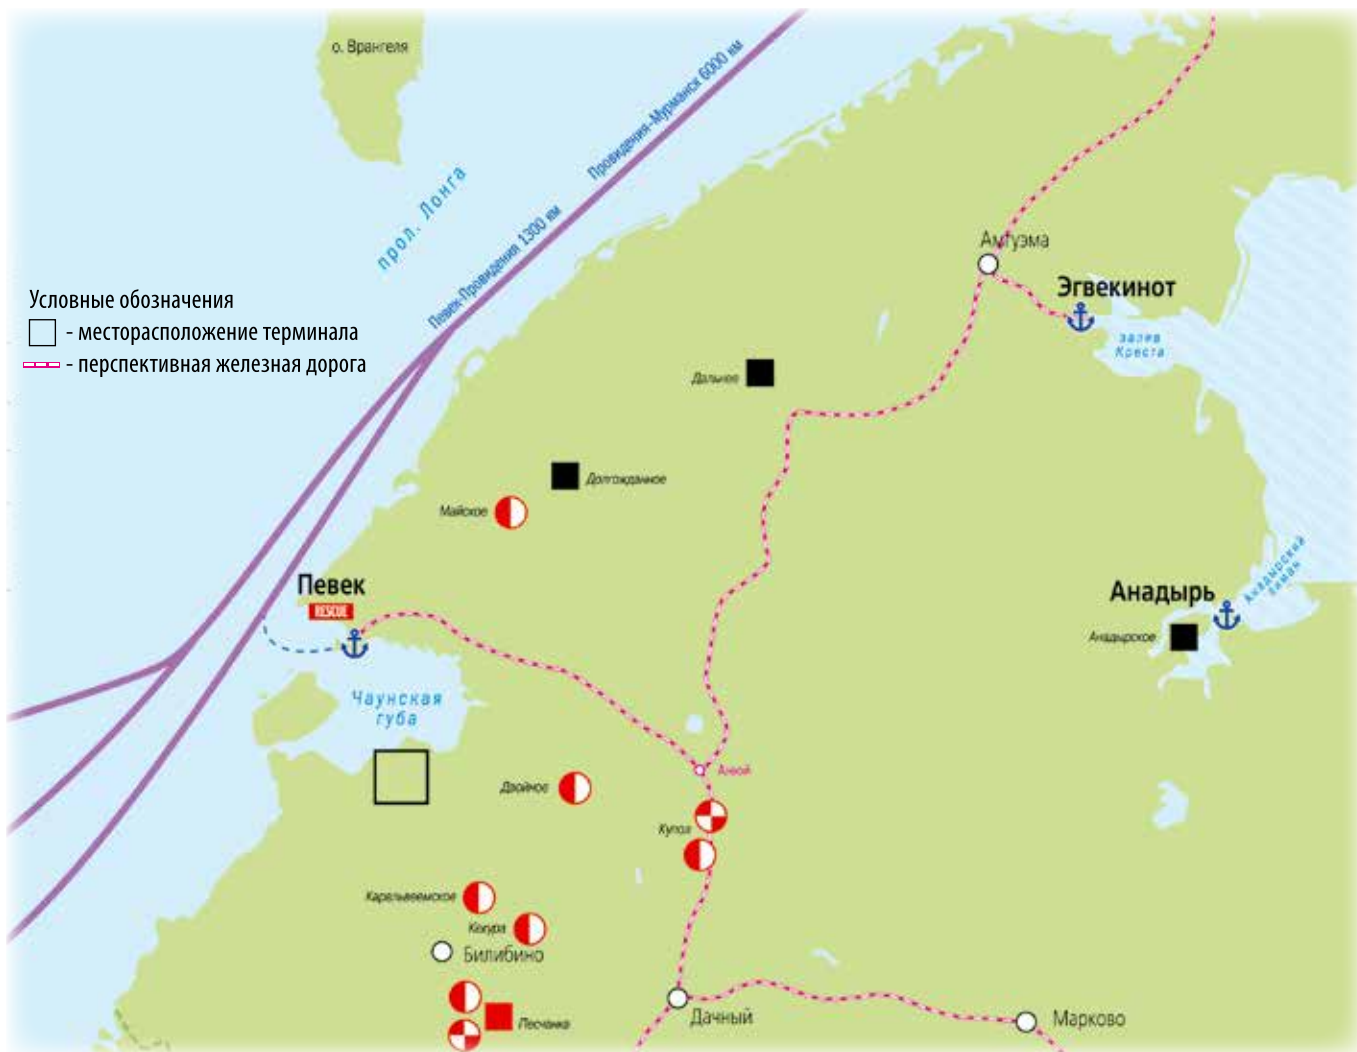 о. Врангеля
Провидения-Мурманск 6000 км
прол. Лонга
Певек-Провидения 1300 км
Амгуэма
Эгвекинот
залив
Креста
Условные обозначения
- месторасположение терминала
- перспективная железная дорога
Дальнее
Долгожданное
Майское
Певек
RESCUE
Анадырский
лиман
Анадырь
Анадырское
Чаунская
губа
Анюй
Двойное
Купол
Каральвеемское
Кекура
Билибино
Песчанка
Дачный
Марково